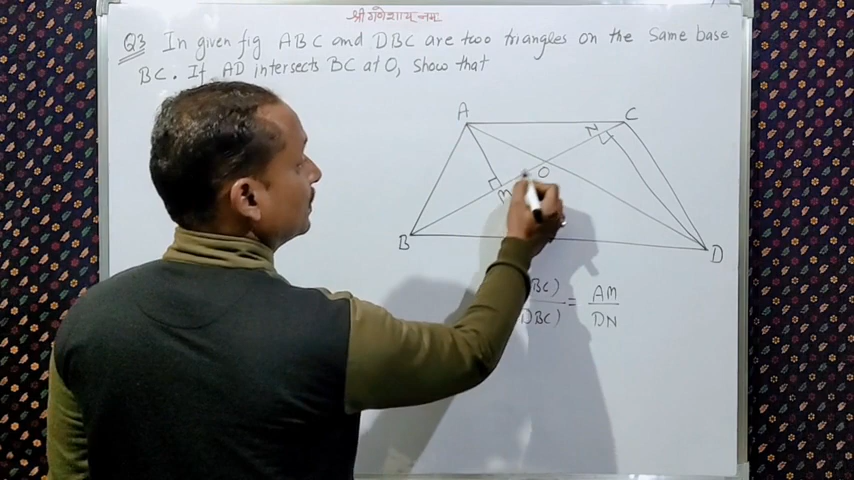 श्री गणेशाय नमः
Q3 In given fig ABC and DBC are two triangles on the same base
BC. If AD intersects BC at O, show that
A
C
N
O
M
B
D
BC) = AM
DBC) DN